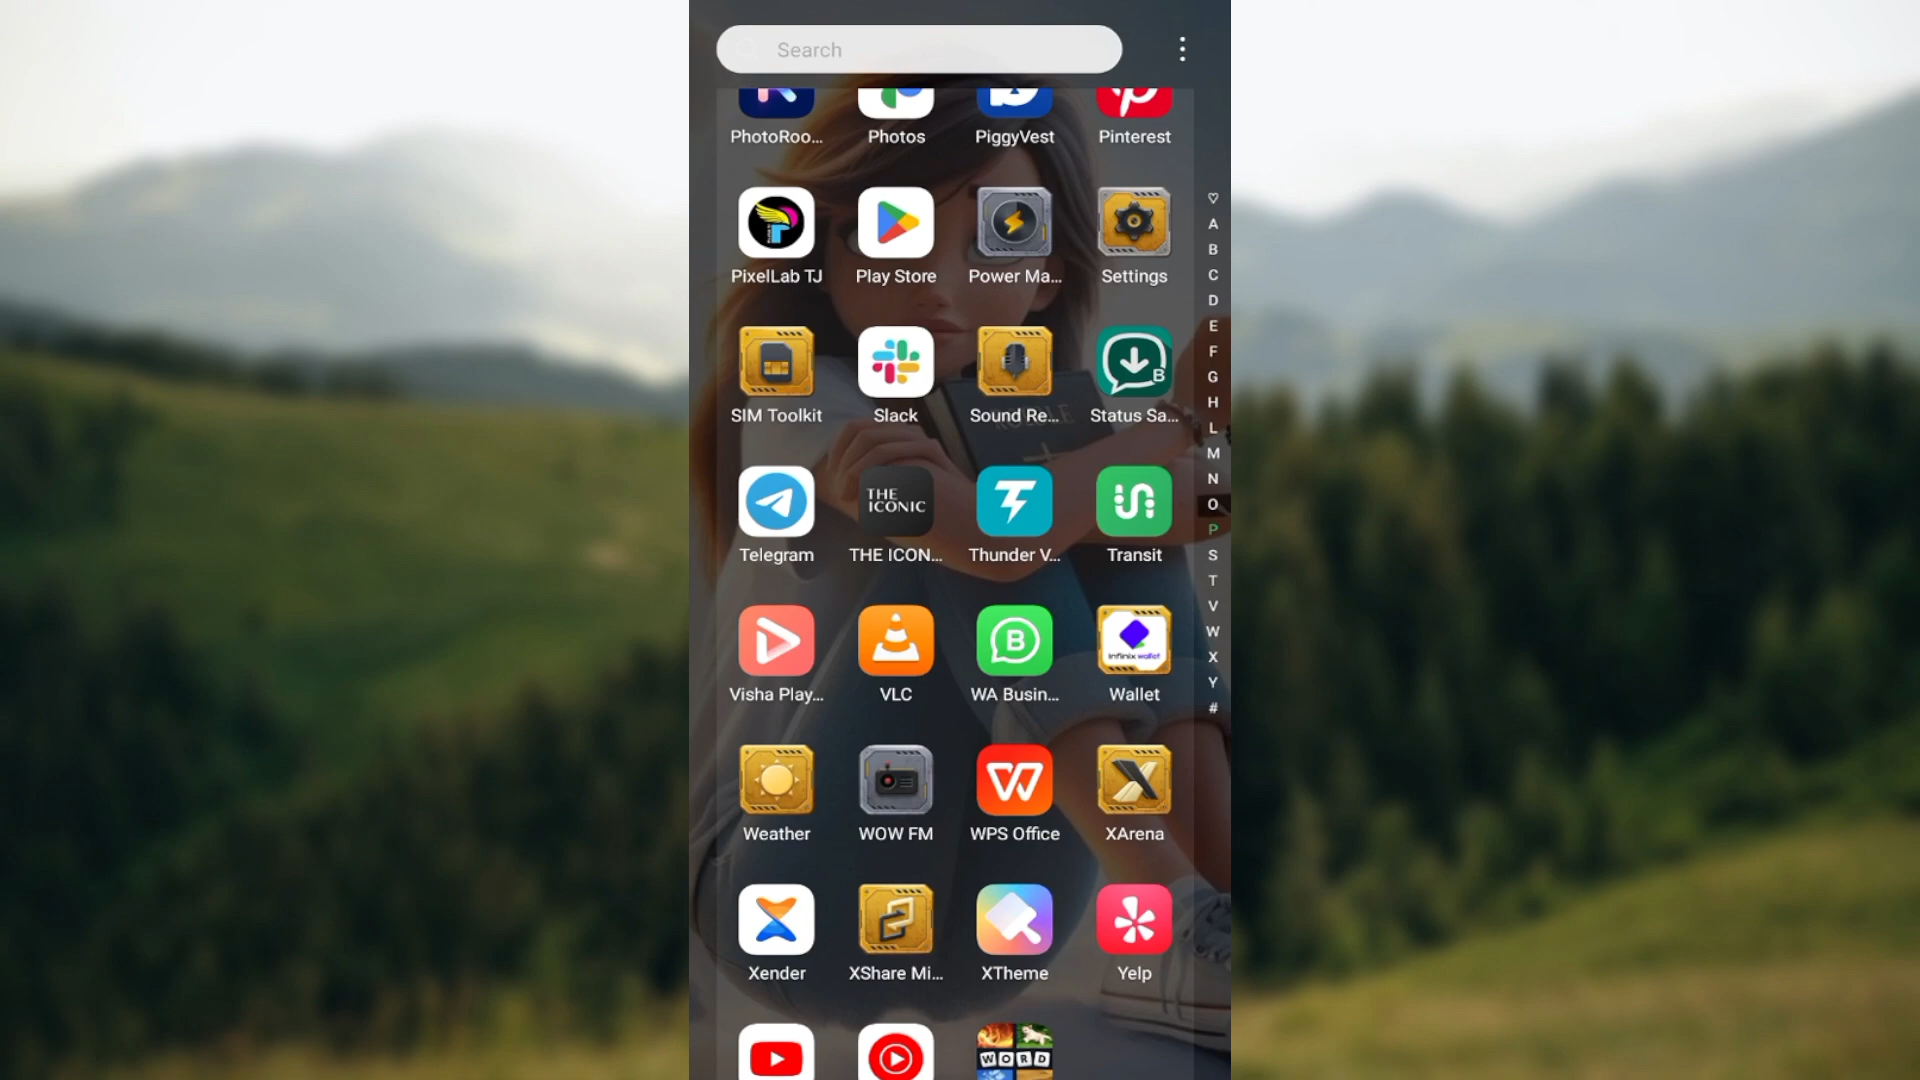 Search
PhotoRoo...
Photos
PiggyVest
Pinterest
PixelLab TJ
Play Store
Power Ma...
Settings
SIM Toolkit
Slack
Sound Re...
Status Sa...
B
THE
ICONIC
Telegram
THE ICON...
Thunder V...
Transit
B
infinix wallet
Visha Play...
VLC
WA Busin...
Wallet
Weather
WOW FM
WPS Office
XArena
Xender
XShare Mi...
XTheme
Yelp
WORD
A
B
C
D
E
F
G
H
L
M
N
O
P
S
T
V
W
X
Y
#